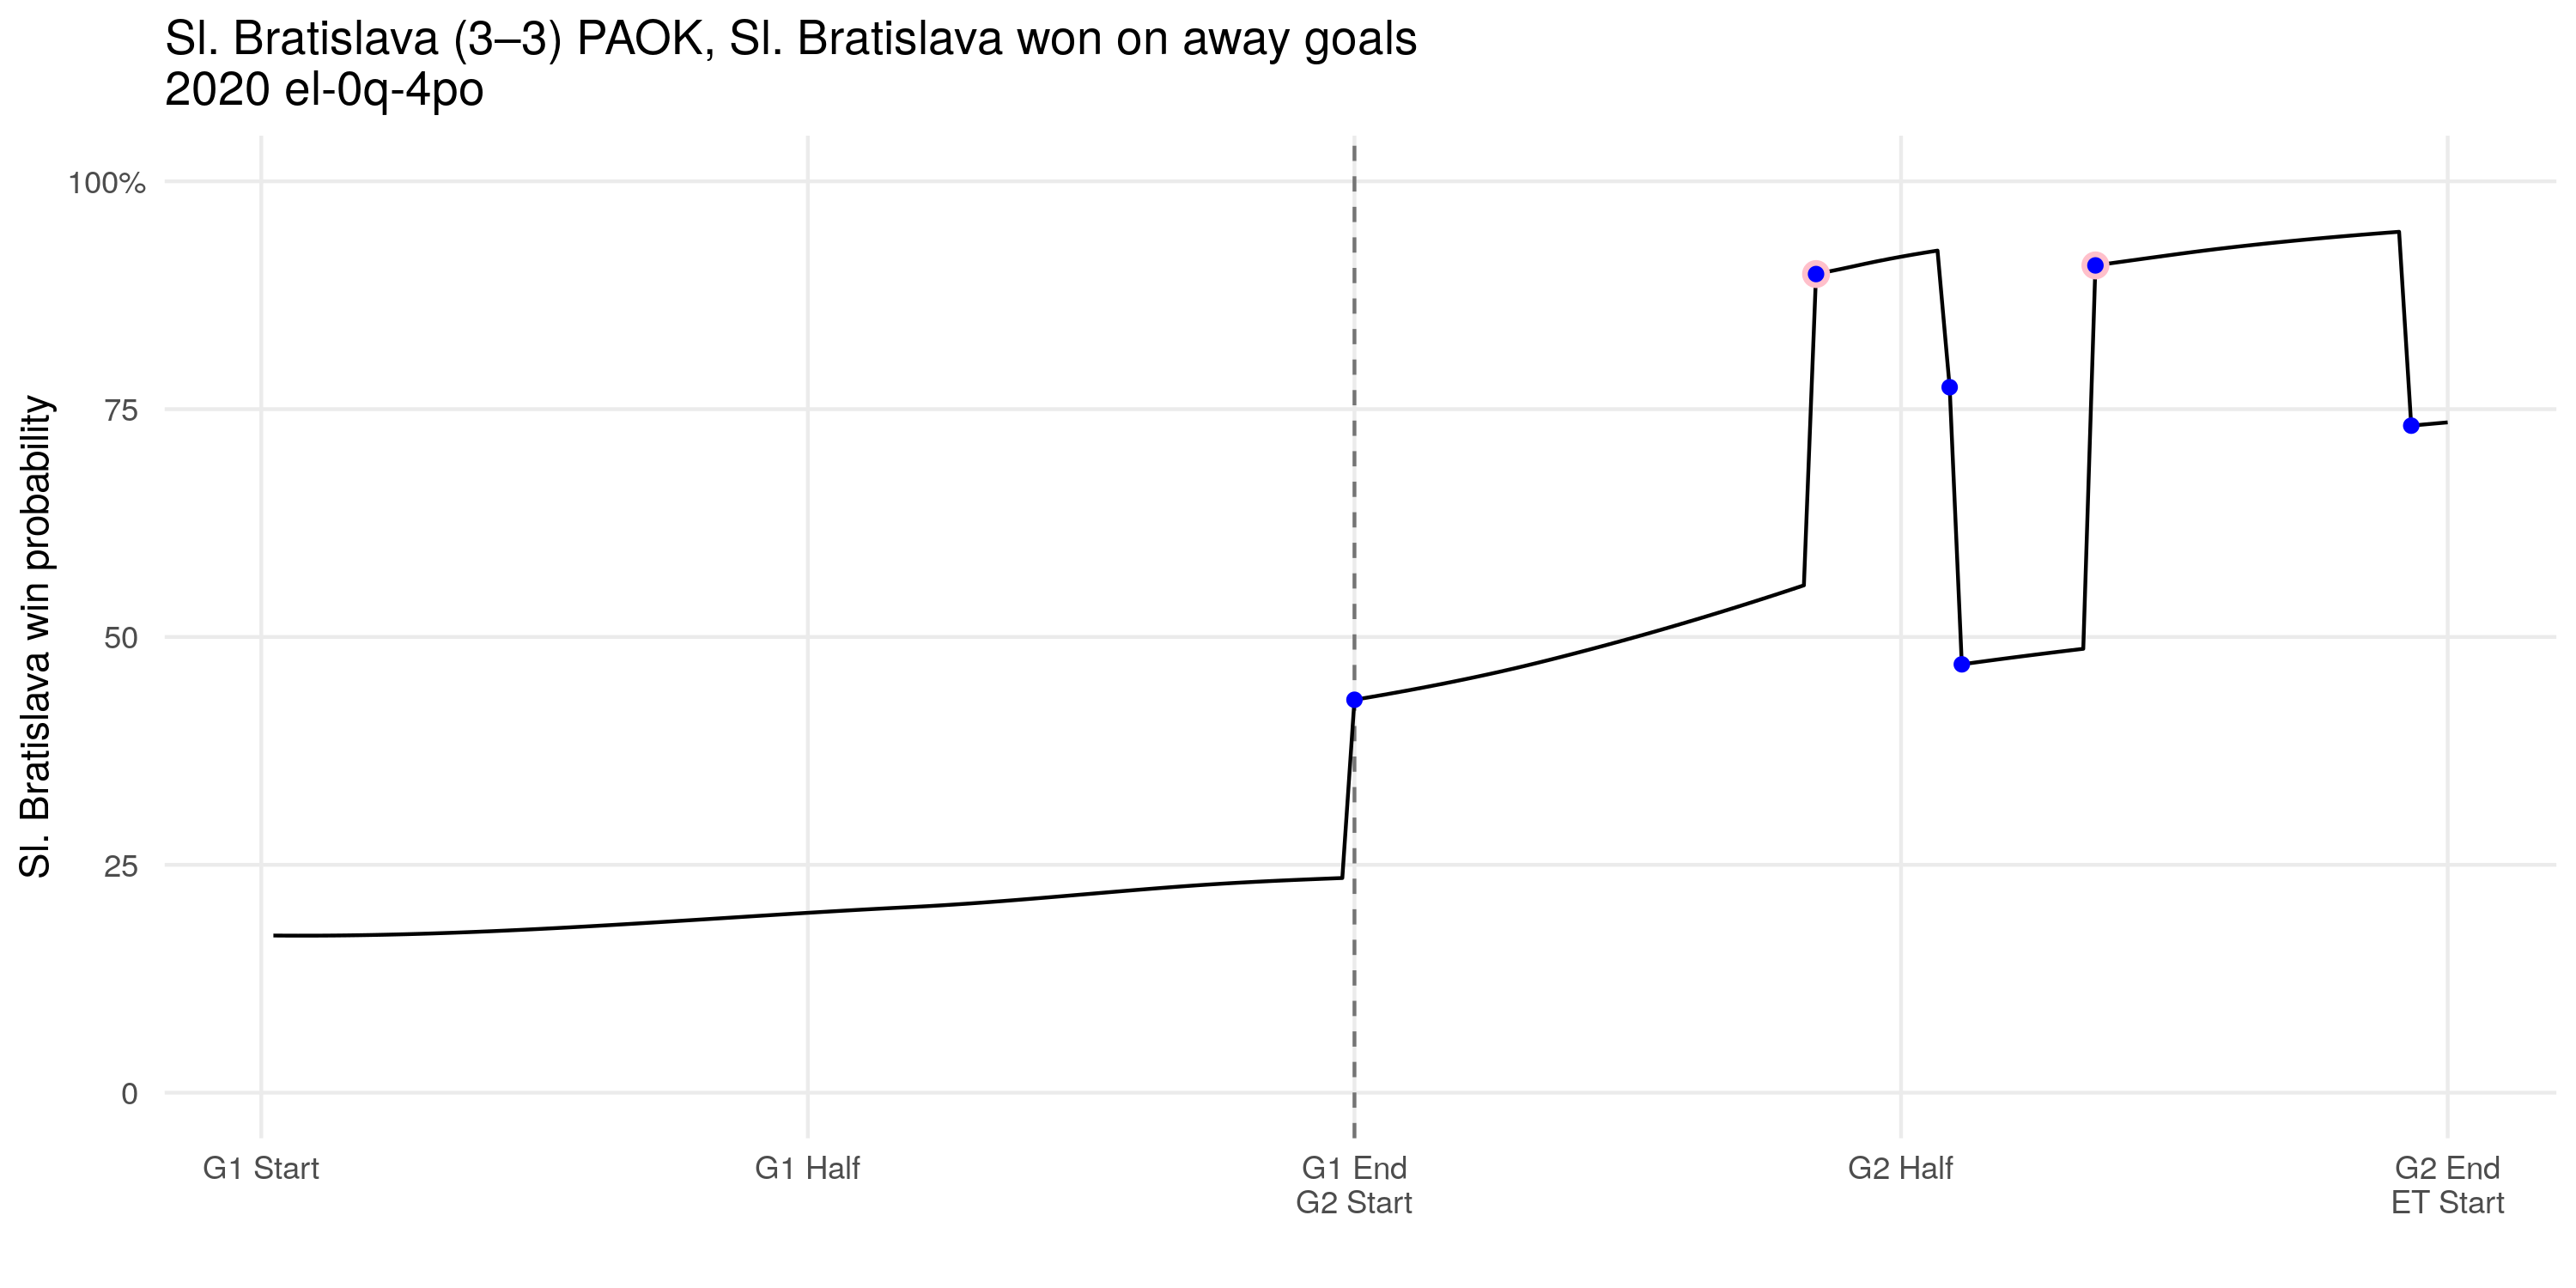 Sl. Bratislava (3–3) PAOK, Sl. Bratislava won on away goals
2020 el-0q-4po
Sl. Bratislava win probability
100%
75
50
25
0
G1 Start
G1 Half
G1 End
G2 Start
G2 Half
G2 End
ET Start